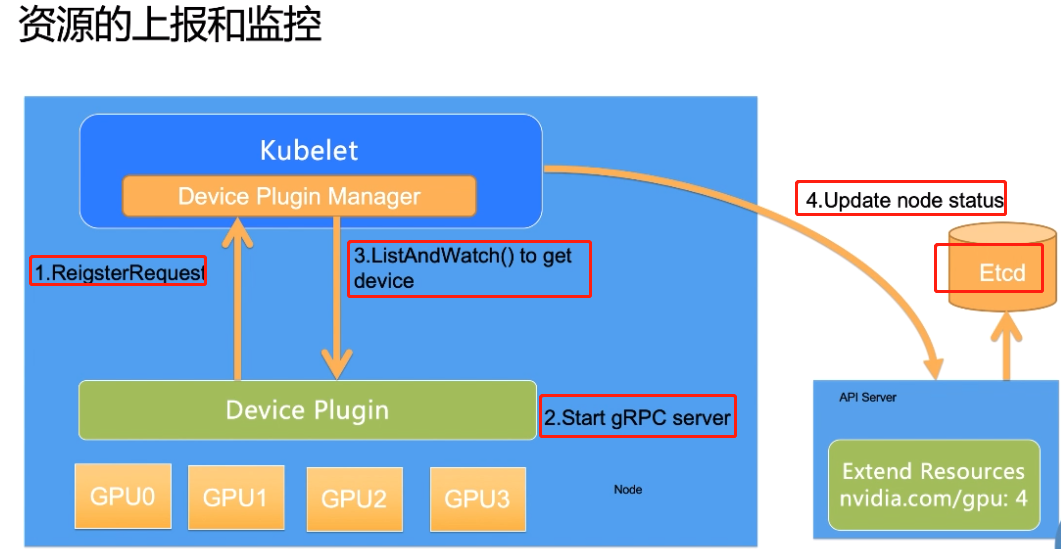 资源的上报和监控
Kubelet
Device Plugin Manager
4.Update node status
1.ReigsterRequest
3.ListAndWatch() to get
device
Etcd
Device Plugin
2.Start gRPC server
API Server
GPU0
GPU1
GPU2
GPU3
Node
Extend Resources
nvidia.com/gpu: 4